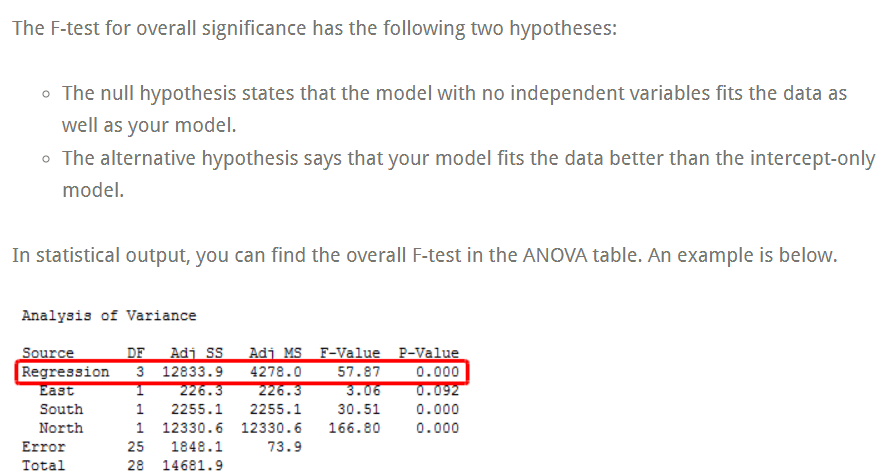 The F-test for overall significance has the following two hypotheses:
The null hypothesis states that the model with no independent variables fits the data as
well as your model.
The alternative hypothesis says that your model fits the data better than the intercept-only
model.
In statistical output, you can find the overall F-test in the ANOVA table. An example is below.
Analysis of Variance
Source DF Adj SS Adj MS F-Value P-Value
Regression 3 12833.9 4278.0 57.87 0.000
East 1 226.3 226.3 3.06 0.092
South 1 2255.1 2255.1 30.51 0.000
North 1 12330.6 12330.6 166.80 0.000
Error 25 1848.1 73.9
Total 28 14681.9